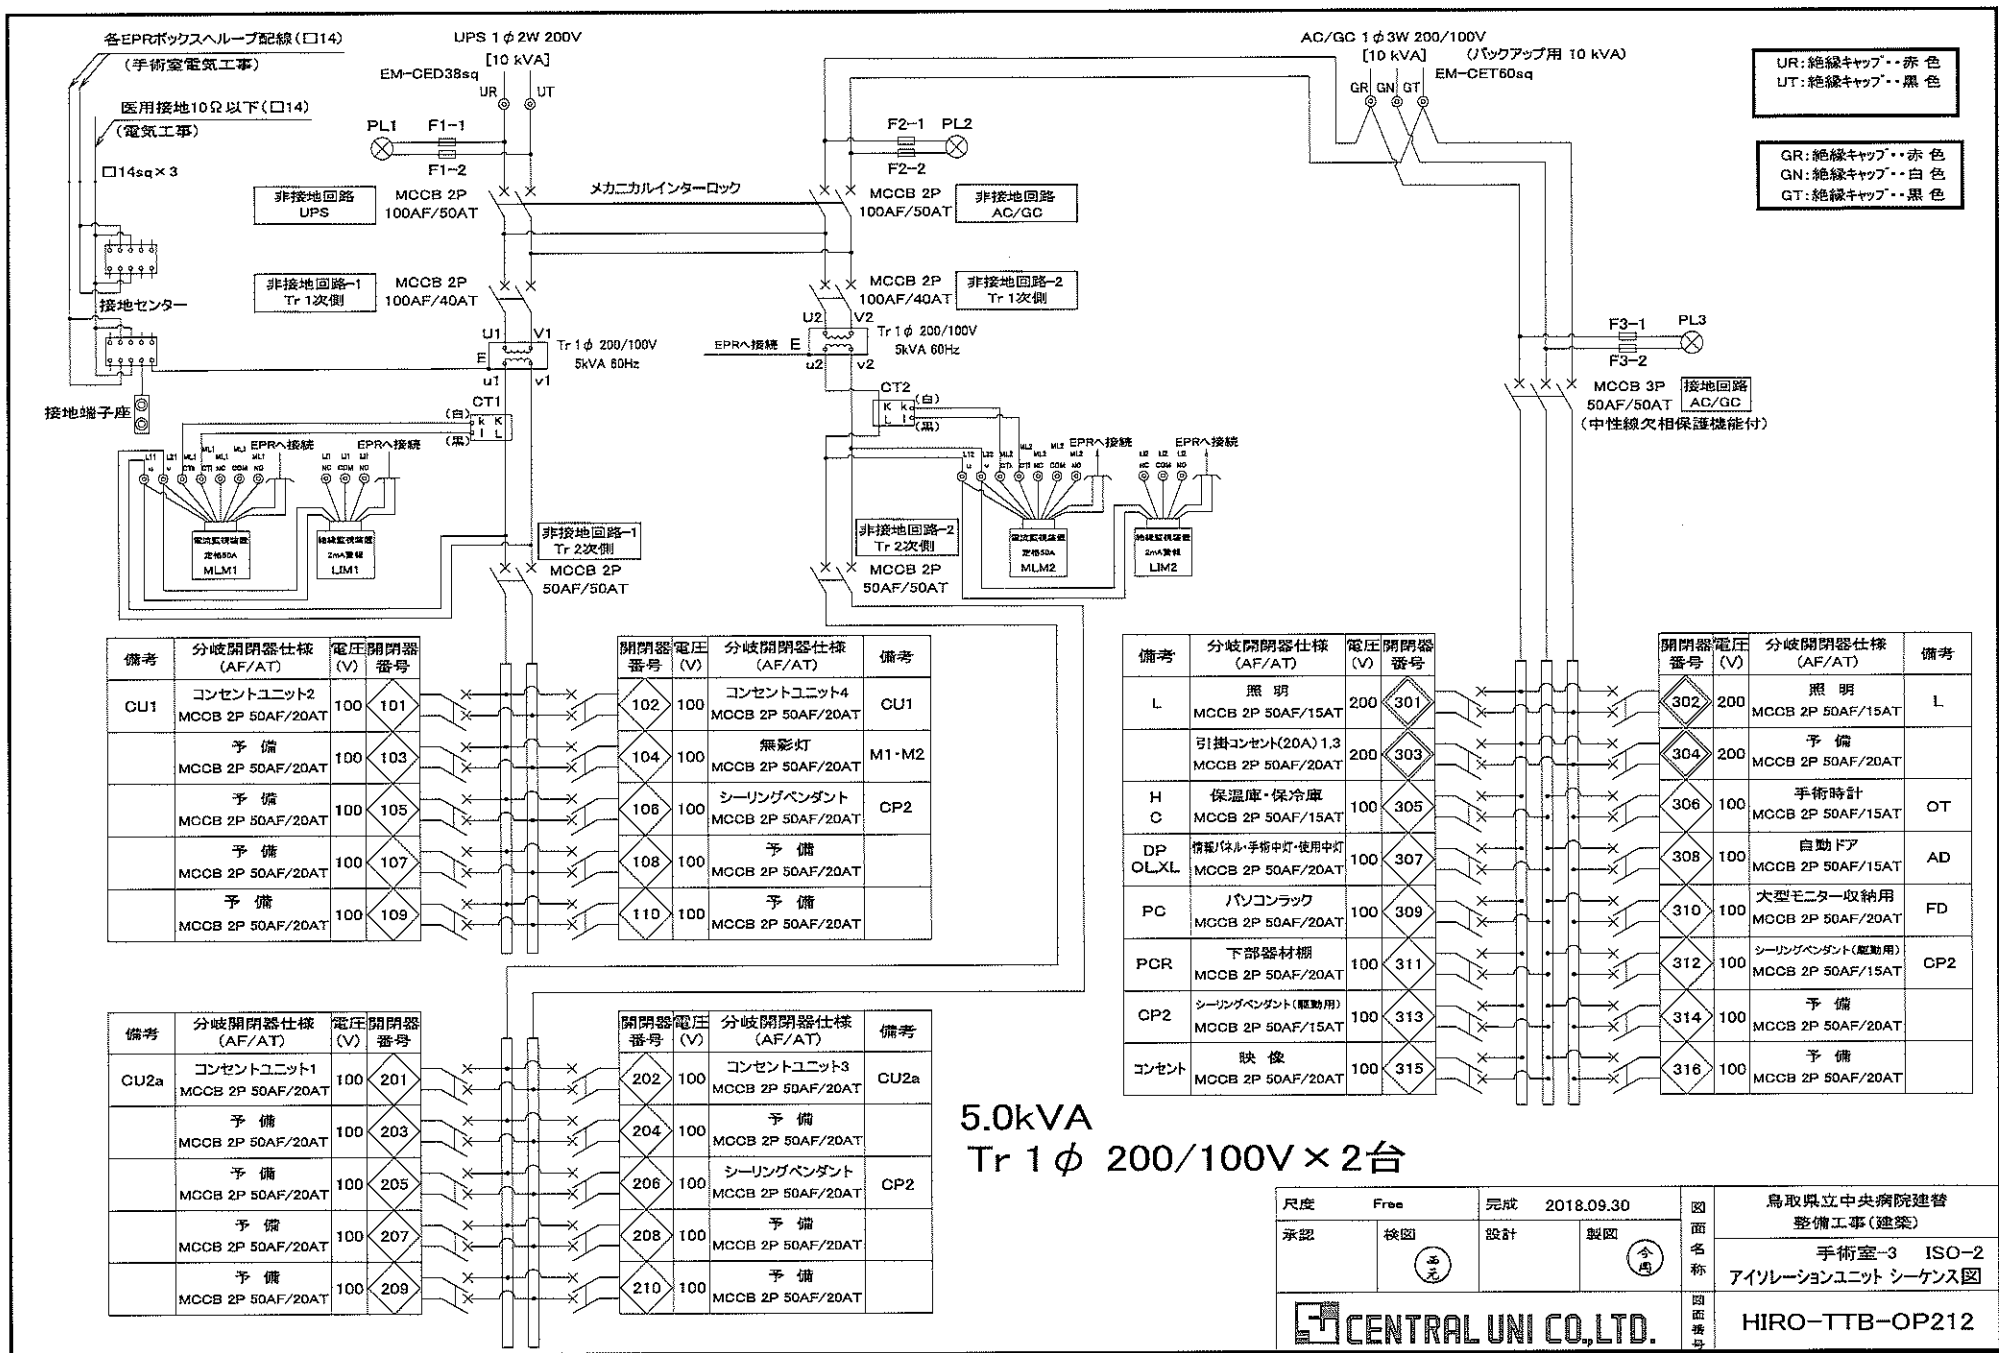 各EPRボックスへループ配線(□14)
(手術室電気工事)
医用接地10Ω以下(□14)
(電気工事)
□14sq×3
接地センター
接地端子座
UPS 1φ2W 200V
[10 kVA]
EM-CED38sq
UR UT
PL1 F1-1
F1-2
非接地回路
UPS
MCCB 2P
100AF/50AT
メカニカルインターロック
F2-1 PL2
F2-2
MCCB 2P
100AF/50AT
非接地回路
AC/GC
AC/GC 1φ3W 200/100V
[10 kVA] (バックアップ用 10 kVA)
EM-CET60sq
GR GN GT
UR:絶縁キャップ‥赤 色
UT:絶縁キャップ‥黒 色
GR:絶縁キャップ‥赤 色
GN:絶縁キャップ‥白 色
GT:絶縁キャップ‥黒 色
非接地回路-1
Tr 1次側
MCCB 2P
100AF/40AT
U1 V1
E
u1 v1
Tr 1φ 200/100V
5kVA 60Hz
MCCB 2P
100AF/40AT
非接地回路-2
Tr 1次側
U2 V2
EPRへ接続 E
u2 v2
Tr 1φ 200/100V
5kVA 60Hz
F3-1 PL3
F3-2
MCCB 3P
50AF/50AT
接地回路
AC/GC
(中性線欠相保護機能付)
CT1
(白) k K
(黒) l L
CT2
K k (白)
L l (黒)
EPRへ接続
EPRへ接続
電流監視装置
定格50A
MLM1
絶縁監視装置
2mA警報
LIM1
非接地回路-1
Tr 2次側
MCCB 2P
50AF/50AT
非接地回路-2
Tr 2次側
MCCB 2P
50AF/50AT
EPRへ接続
EPRへ接続
電流監視装置
定格50A
MLM2
絶縁監視装置
2mA警報
LIM2
備考 分岐開閉器仕様(AF/AT) 電圧(V) 開閉器番号
CU1 コンセントユニット2 MCCB 2P 50AF/20AT 100 101
予 備 MCCB 2P 50AF/20AT 100 103
予 備 MCCB 2P 50AF/20AT 100 105
予 備 MCCB 2P 50AF/20AT 100 107
予 備 MCCB 2P 50AF/20AT 100 109
開閉器番号 電圧(V) 分岐開閉器仕様(AF/AT) 備考
102 100 コンセントユニット4 MCCB 2P 50AF/20AT CU1
104 100 無影灯 MCCB 2P 50AF/20AT M1・M2
106 100 シーリングペンダント MCCB 2P 50AF/20AT CP2
108 100 予 備 MCCB 2P 50AF/20AT
110 100 予 備 MCCB 2P 50AF/20AT
備考 分岐開閉器仕様(AF/AT) 電圧(V) 開閉器番号
CU2a コンセントユニット1 MCCB 2P 50AF/20AT 100 201
予 備 MCCB 2P 50AF/20AT 100 203
予 備 MCCB 2P 50AF/20AT 100 205
予 備 MCCB 2P 50AF/20AT 100 207
予 備 MCCB 2P 50AF/20AT 100 209
開閉器番号 電圧(V) 分岐開閉器仕様(AF/AT) 備考
202 100 コンセントユニット3 MCCB 2P 50AF/20AT CU2a
204 100 予 備 MCCB 2P 50AF/20AT
206 100 シーリングペンダント MCCB 2P 50AF/20AT CP2
208 100 予 備 MCCB 2P 50AF/20AT
210 100 予 備 MCCB 2P 50AF/20AT
備考 分岐開閉器仕様(AF/AT) 電圧(V) 開閉器番号
L 照 明 MCCB 2P 50AF/15AT 200 301
引掛コンセント(20A) 1,3 MCCB 2P 50AF/20AT 200 303
H C 保温庫・保冷庫 MCCB 2P 50AF/15AT 100 305
DP OL,XL 情報パネル・手術中灯・使用中灯 MCCB 2P 50AF/20AT 100 307
PC パソコンラック MCCB 2P 50AF/20AT 100 309
PCR 下部器材棚 MCCB 2P 50AF/20AT 100 311
CP2 シーリングペンダント(駆動用) MCCB 2P 50AF/15AT 100 313
コンセント 映 像 MCCB 2P 50AF/20AT 100 315
開閉器番号 電圧(V) 分岐開閉器仕様(AF/AT) 備考
302 200 照 明 MCCB 2P 50AF/15AT L
304 200 予 備 MCCB 2P 50AF/20AT
306 100 手術時計 MCCB 2P 50AF/15AT OT
308 100 自動ドア MCCB 2P 50AF/15AT AD
310 100 大型モニター収納用 MCCB 2P 50AF/20AT FD
312 100 シーリングペンダント(駆動用) MCCB 2P 50AF/15AT CP2
314 100 予 備 MCCB 2P 50AF/20AT
316 100 予 備 MCCB 2P 50AF/20AT
5.0kVA
Tr 1φ 200/100V×2台
尺度 Free 完成 2018.09.30
承認 検図 設計 製図
図面名称
鳥取県立中央病院建替
整備工事(建築)
手術室-3 ISO-2
アイソレーションユニット シーケンス図
CENTRAL UNI CO.,LTD.
図面番号 HIRO-TTB-OP212